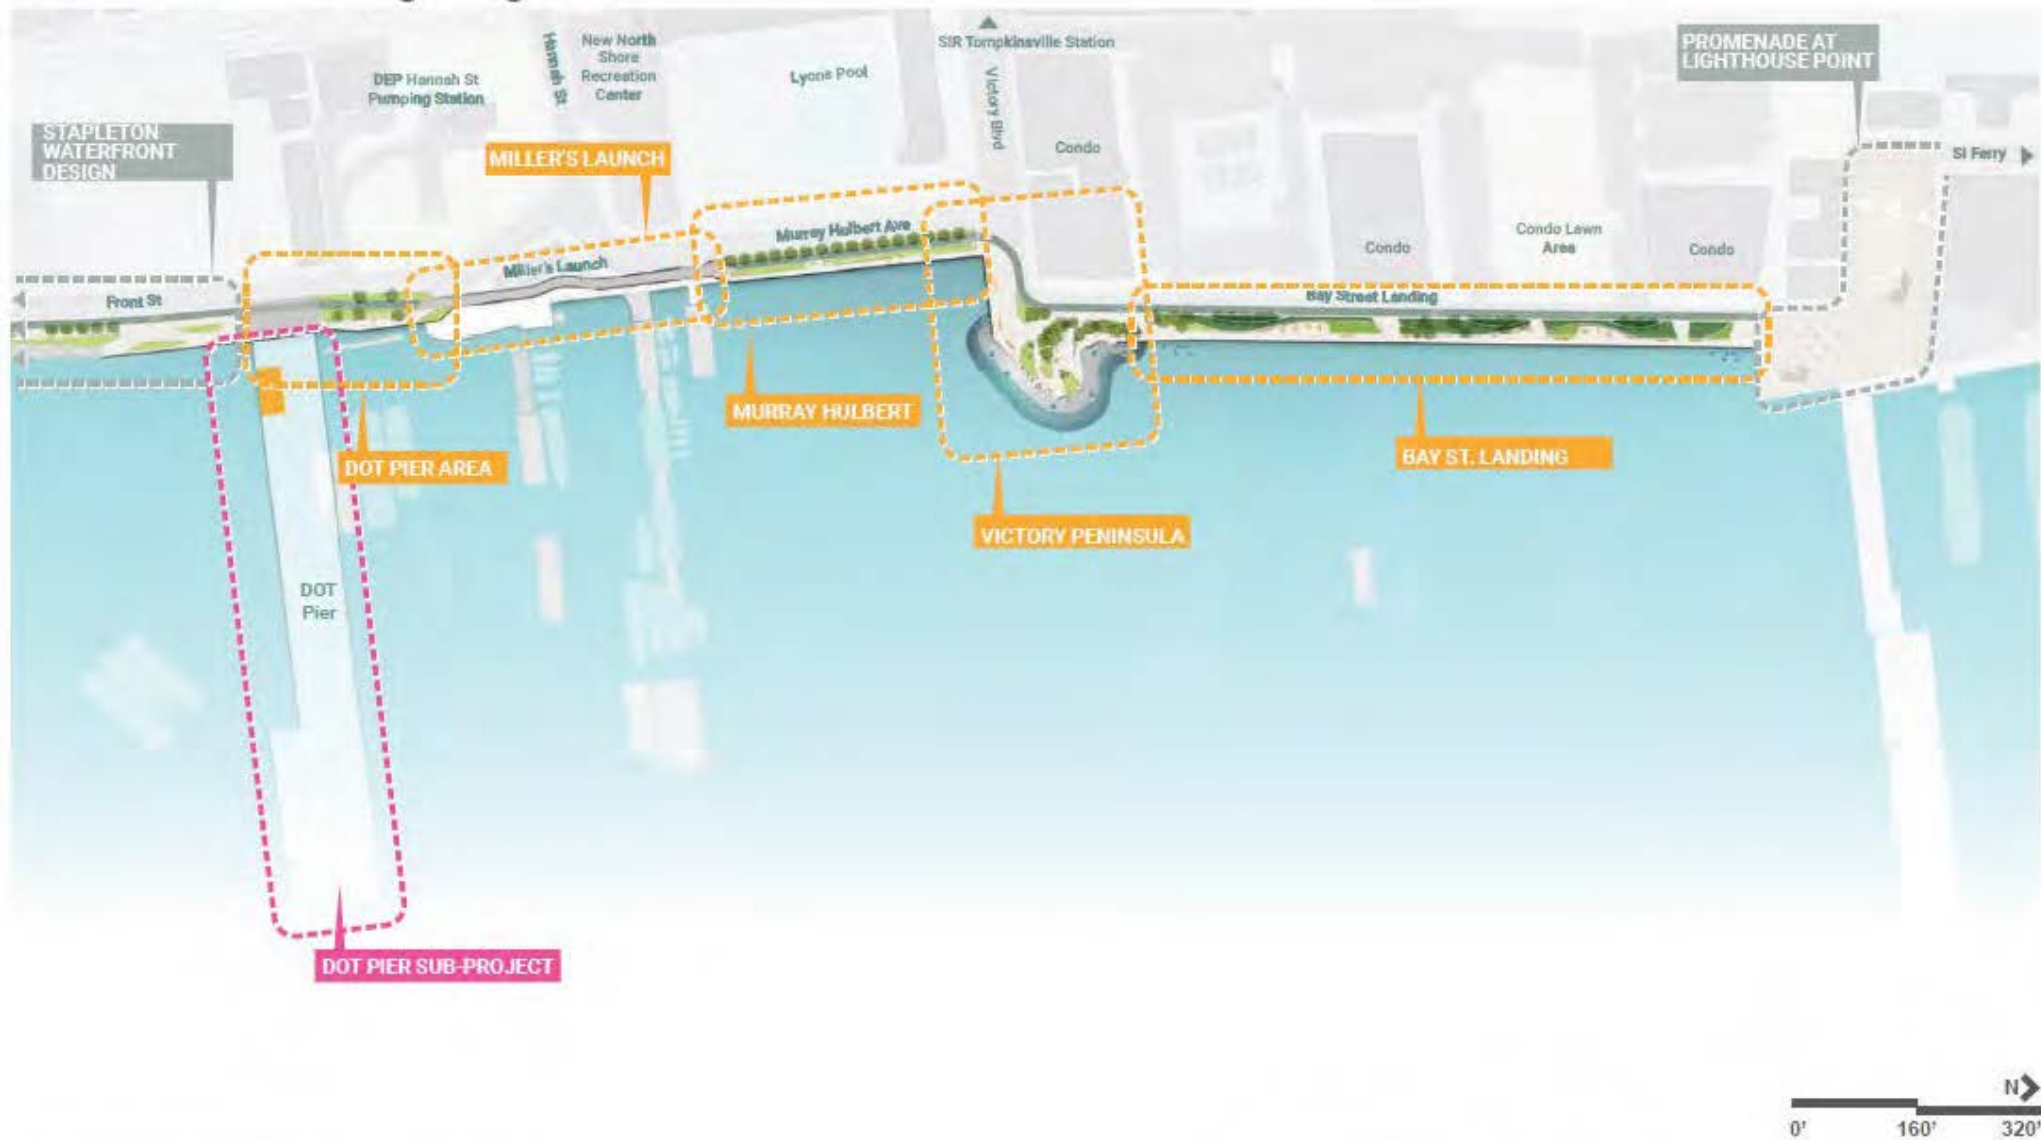 SIR Tompkinsville Station
New North
Shore
Recreation
Center
Hannah St
DEP Hannah St
Pumping Station
Lyons Pool
Victory Blvd
Condo
PROMENADE AT
LIGHTHOUSE POINT
SI Ferry
STAPLETON
WATERFRONT
DESIGN
MILLER'S LAUNCH
Murray Hulbert Ave
Miller's Launch
Front St
Condo
Condo Lawn
Area
Condo
Bay Street Landing
MURRAY HULBERT
DOT PIER AREA
BAY ST. LANDING
VICTORY PENINSULA
DOT
Pier
DOT PIER SUB-PROJECT
N
0' 160' 320'